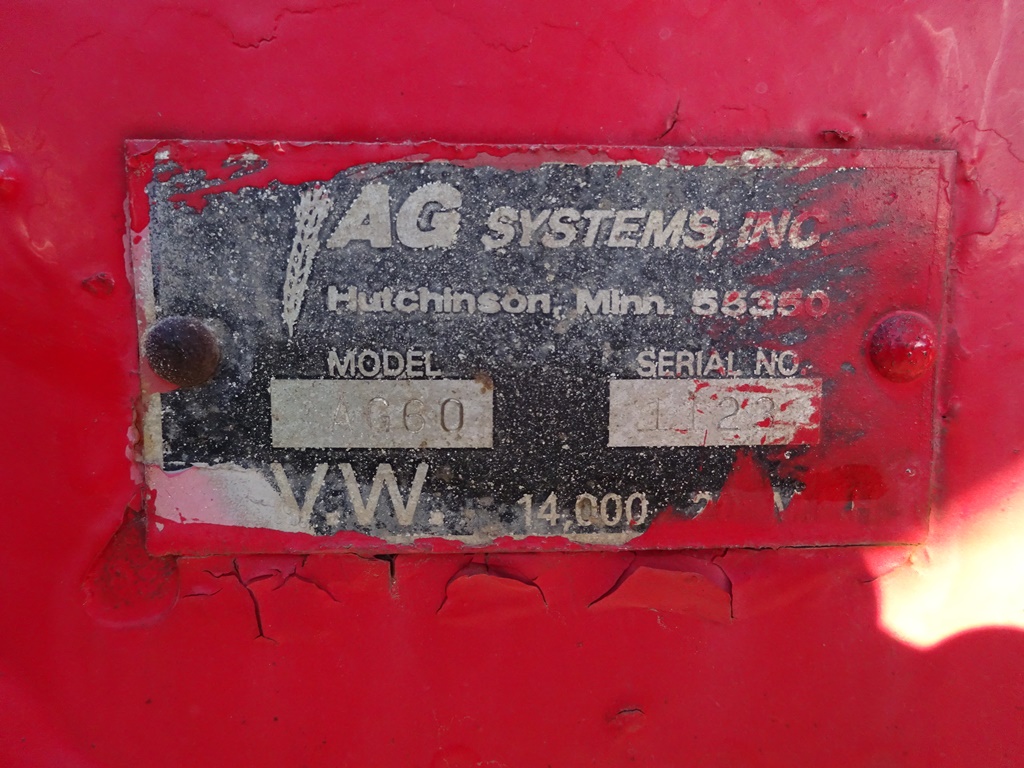 AG SYSTEMS, INC.
Hutchinson, Minn. 55350
MODEL SERIAL NO.
AG60
V.W. 14,000